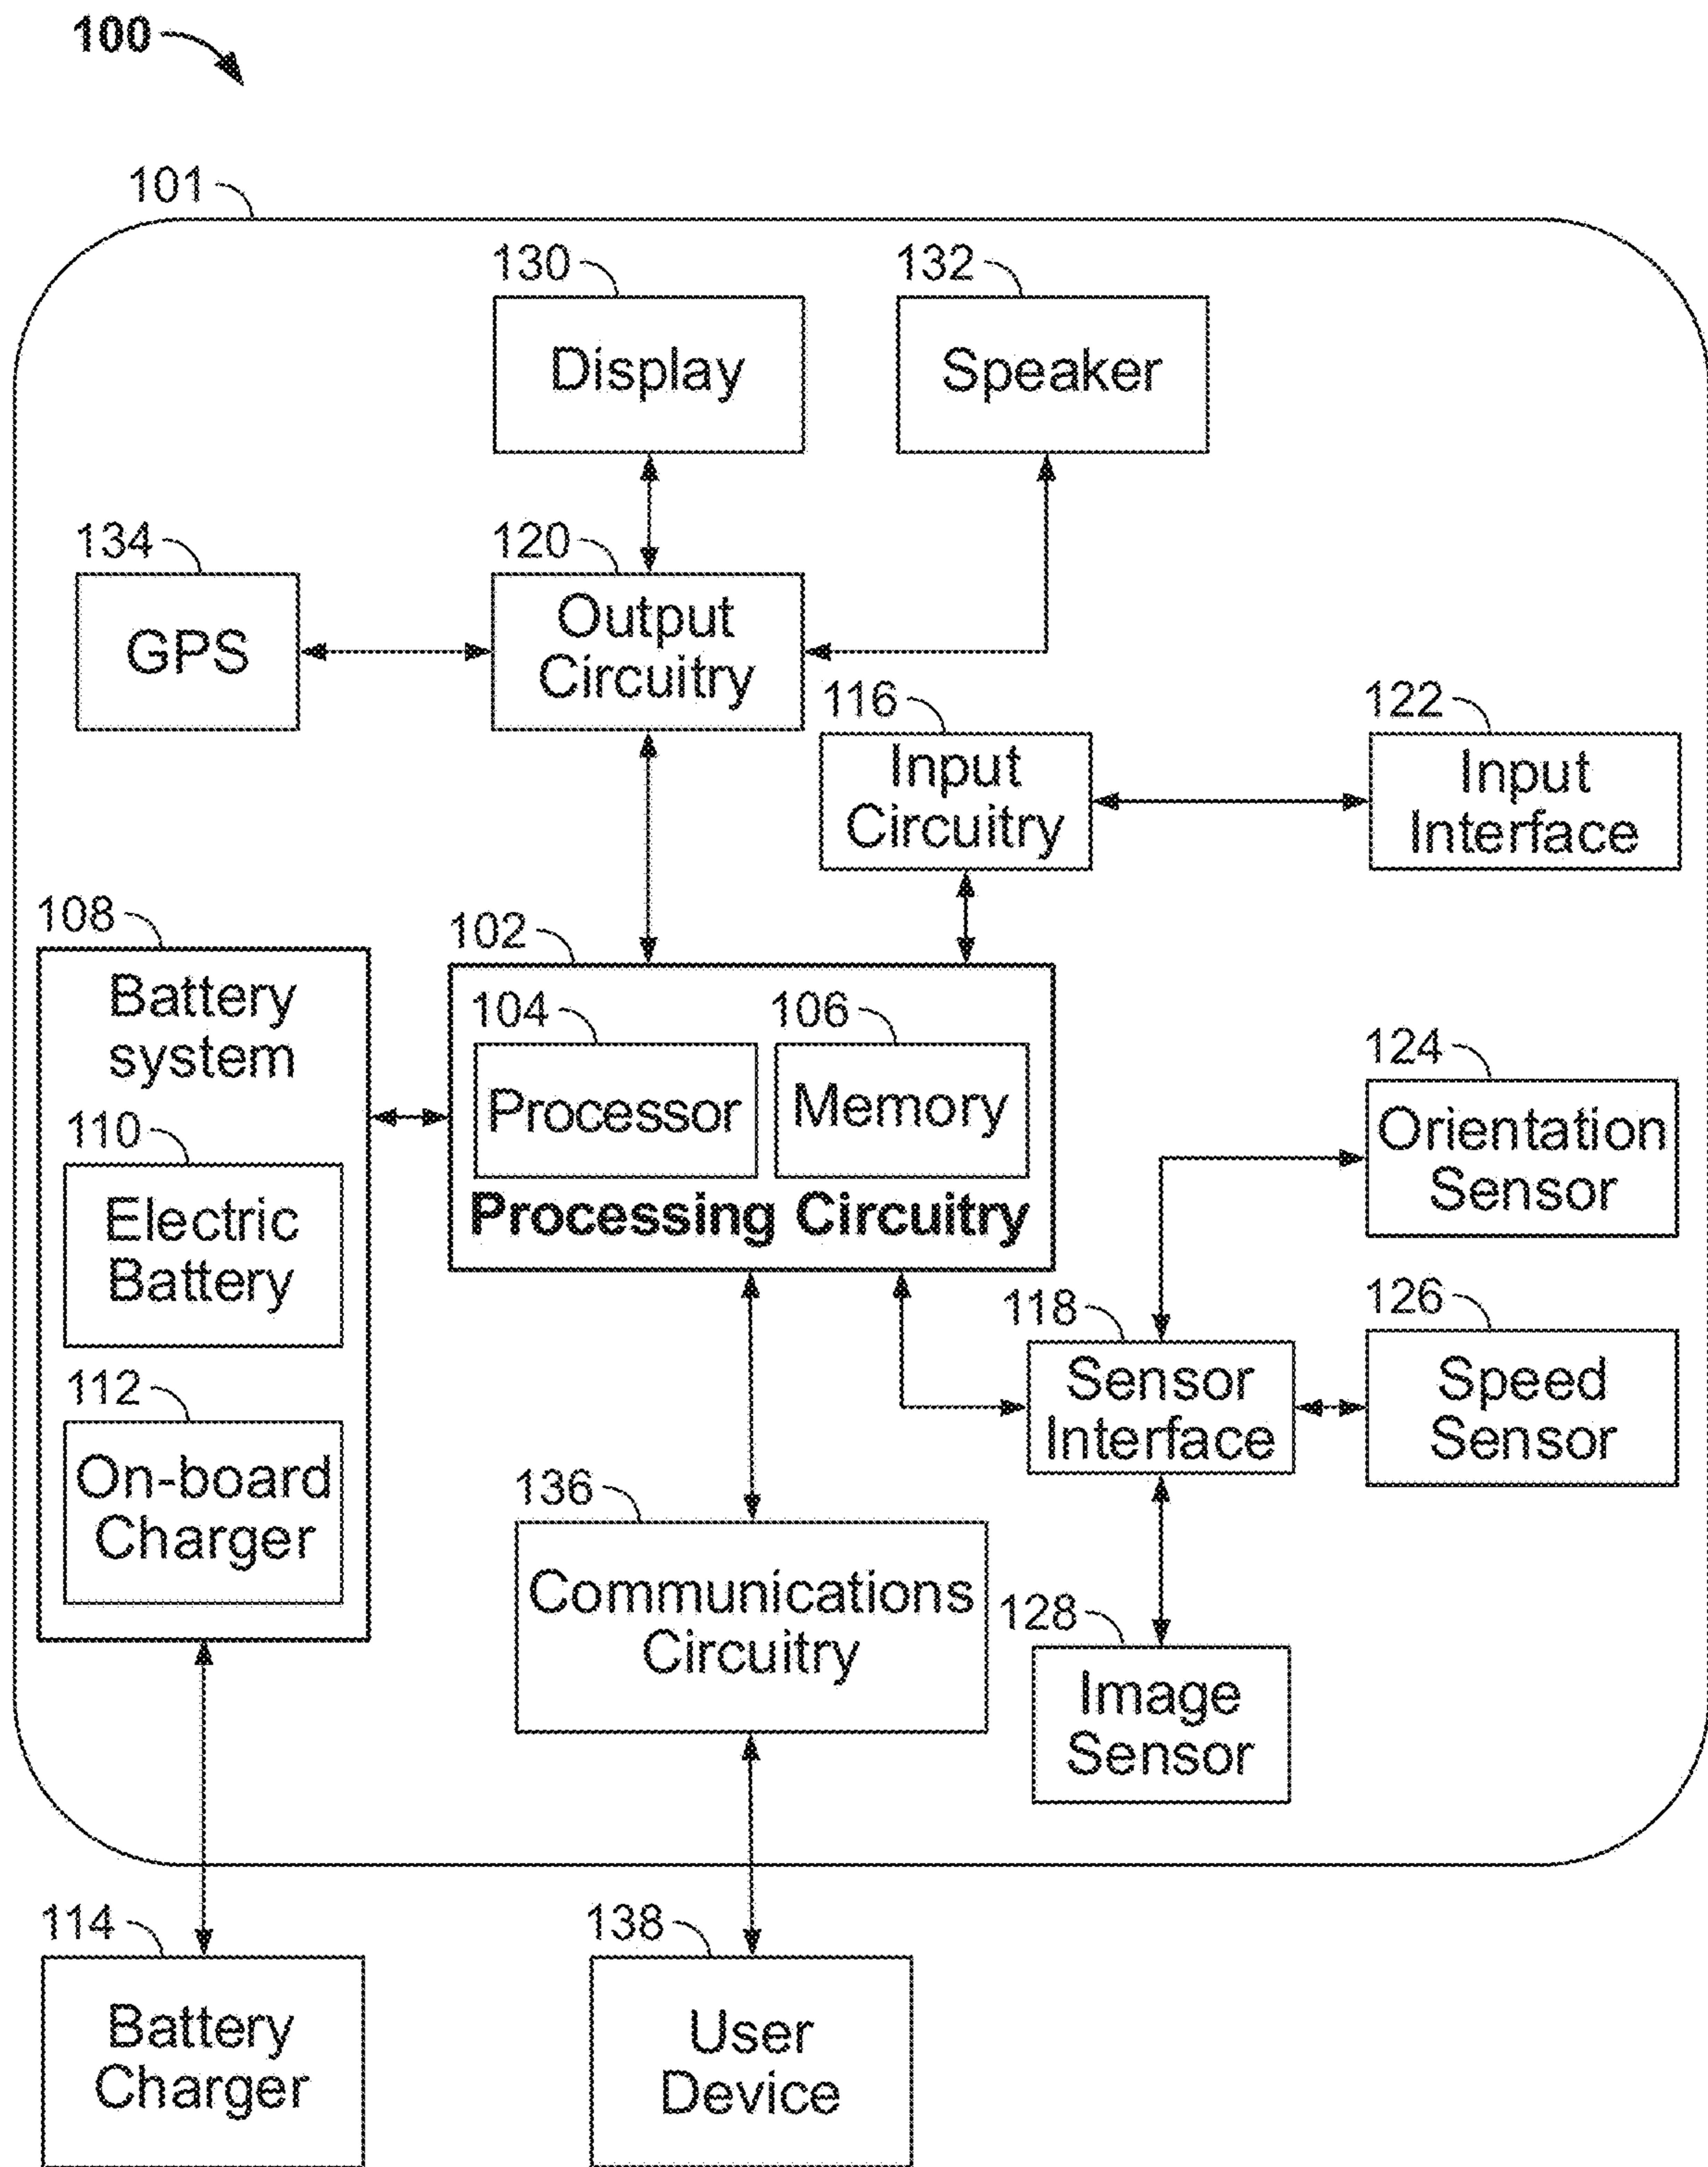 100
101
130
132
Display
Speaker
134
120
GPS
Output
Circuitry
116
122
Input
Circuitry
Input
Interface
108
102
Battery
system
104
106
124
Processor
Memory
Orientation
Sensor
110
Processing Circuitry
Electric
Battery
118
126
Sensor
Interface
Speed
Sensor
112
On-board
Charger
136
Communications
Circuitry
128
Image
Sensor
114
138
Battery
Charger
User
Device